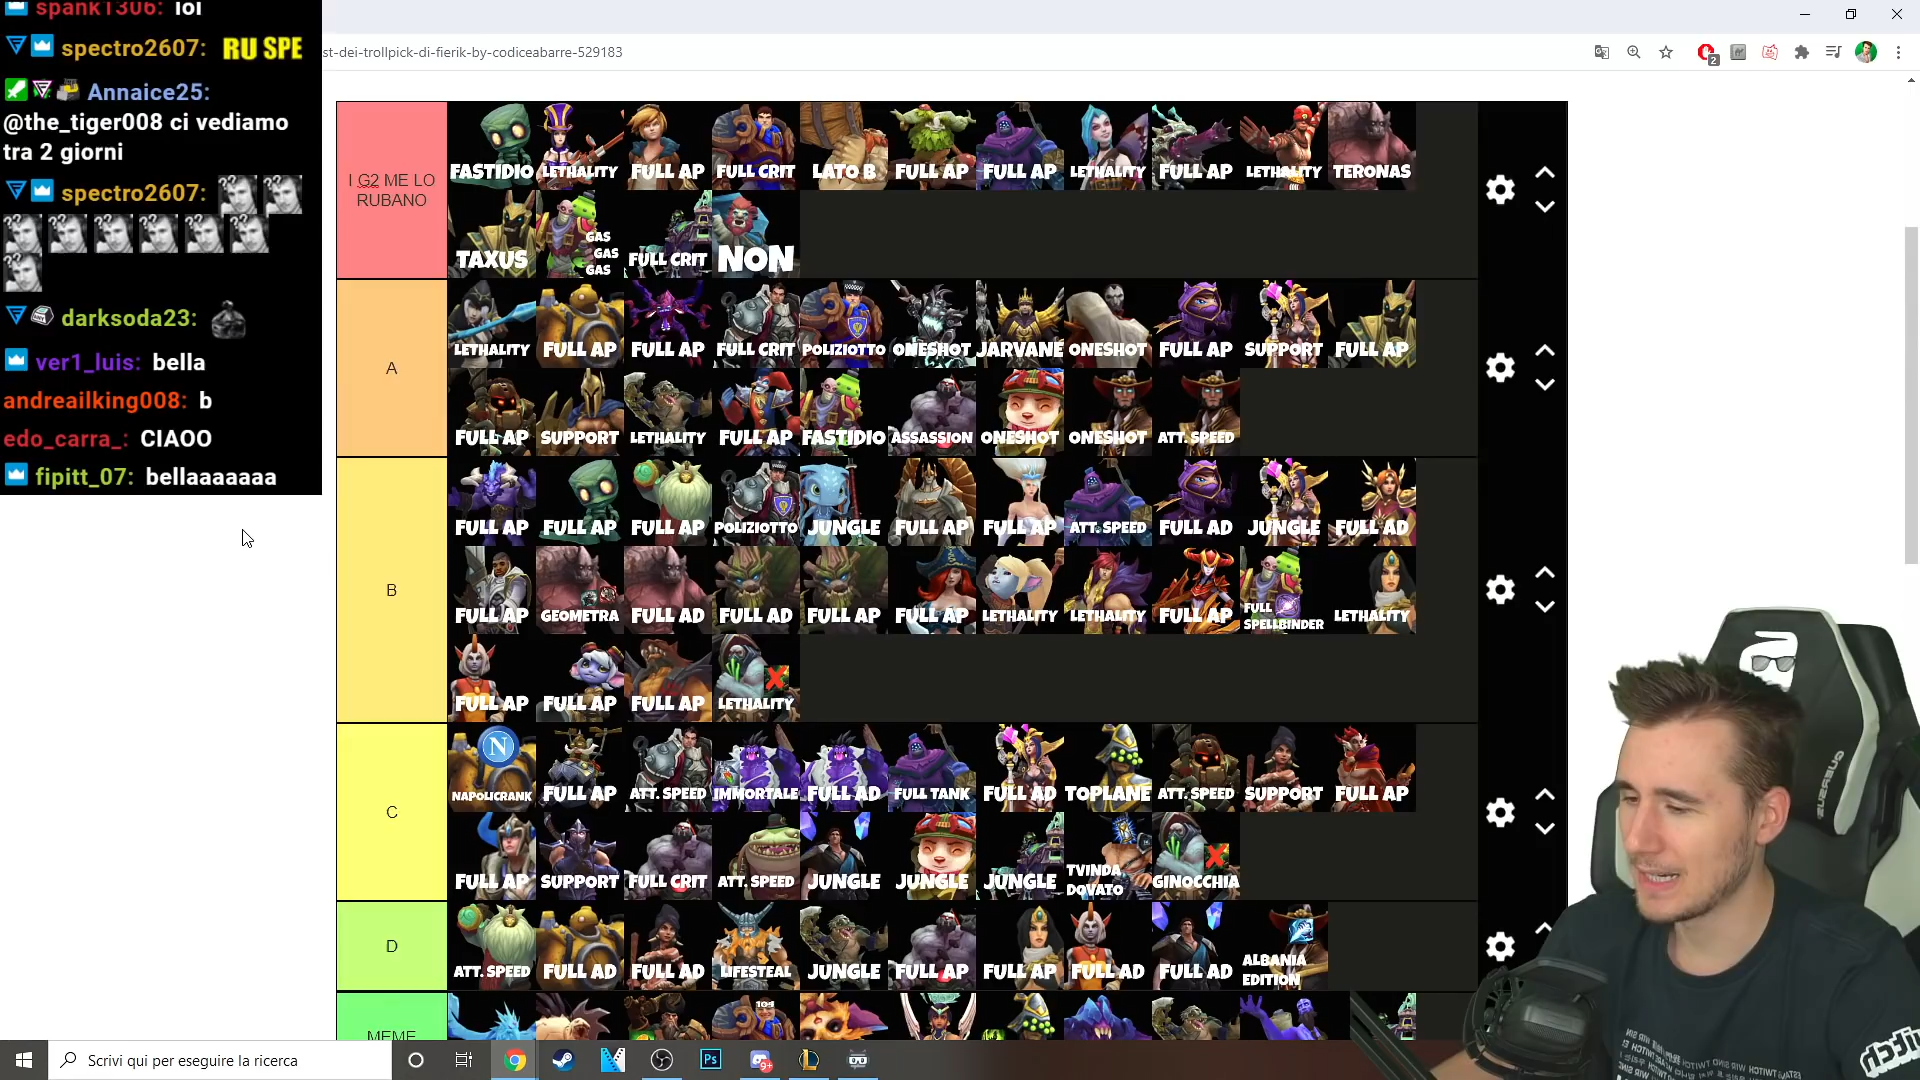 spank1306: lol
spectro2607: RU SPE
Annaice25:
@the_tiger008 ci vediamo
tra 2 giorni
spectro2607:
darksoda23:
ver1_luis: bella
andreailking008: b
edo_carra_: CIAOO
fipitt_07: bellaaaaaaa
st-dei-trollpick-di-fierik-by-codiceabarre-529183
2
I G2 ME LO
RUBANO
FASTIDIO LETHALITY FULL AP FULL CRIT LATO B FULL AP FULL AP LETHALITY FULL AP LETHALITY TERONAS
TAXUS GAS GAS GAS FULL CRIT NON
A
LETHALITY FULL AP FULL AP FULL CRIT POLIZIOTTO ONESHOT JARVANE ONESHOT FULL AP SUPPORT FULL AP
FULL AP SUPPORT LETHALITY FULL AP FASTIDIO ASSASSION ONESHOT ONESHOT ATT. SPEED
B
FULL AP FULL AP FULL AP POLIZIOTTO JUNGLE FULL AP FULL AP ATT. SPEED FULL AD JUNGLE FULL AD
FULL AP GEOMETRA FULL AD FULL AD FULL AP FULL AP LETHALITY LETHALITY FULL AP FULL SPELLBINDER LETHALITY
FULL AP FULL AP FULL AP LETHALITY
C
N
NAPOLICRANK FULL AP ATT. SPEED IMMORTALE FULL AD FULL TANK FULL AD TOPLANE ATT. SPEED SUPPORT FULL AP
FULL AP SUPPORT FULL CRIT ATT. SPEED JUNGLE JUNGLE JUNGLE TVINDA DOVATO GINOCCHIA
D
ATT. SPEED FULL AD FULL AD LIFESTEAL JUNGLE FULL AP FULL AP FULL AD FULL AD ALBANIA EDITION
MEME
104
Scrivi qui per eseguire la ricerca
Ps
9+
QUERSUS
twitch